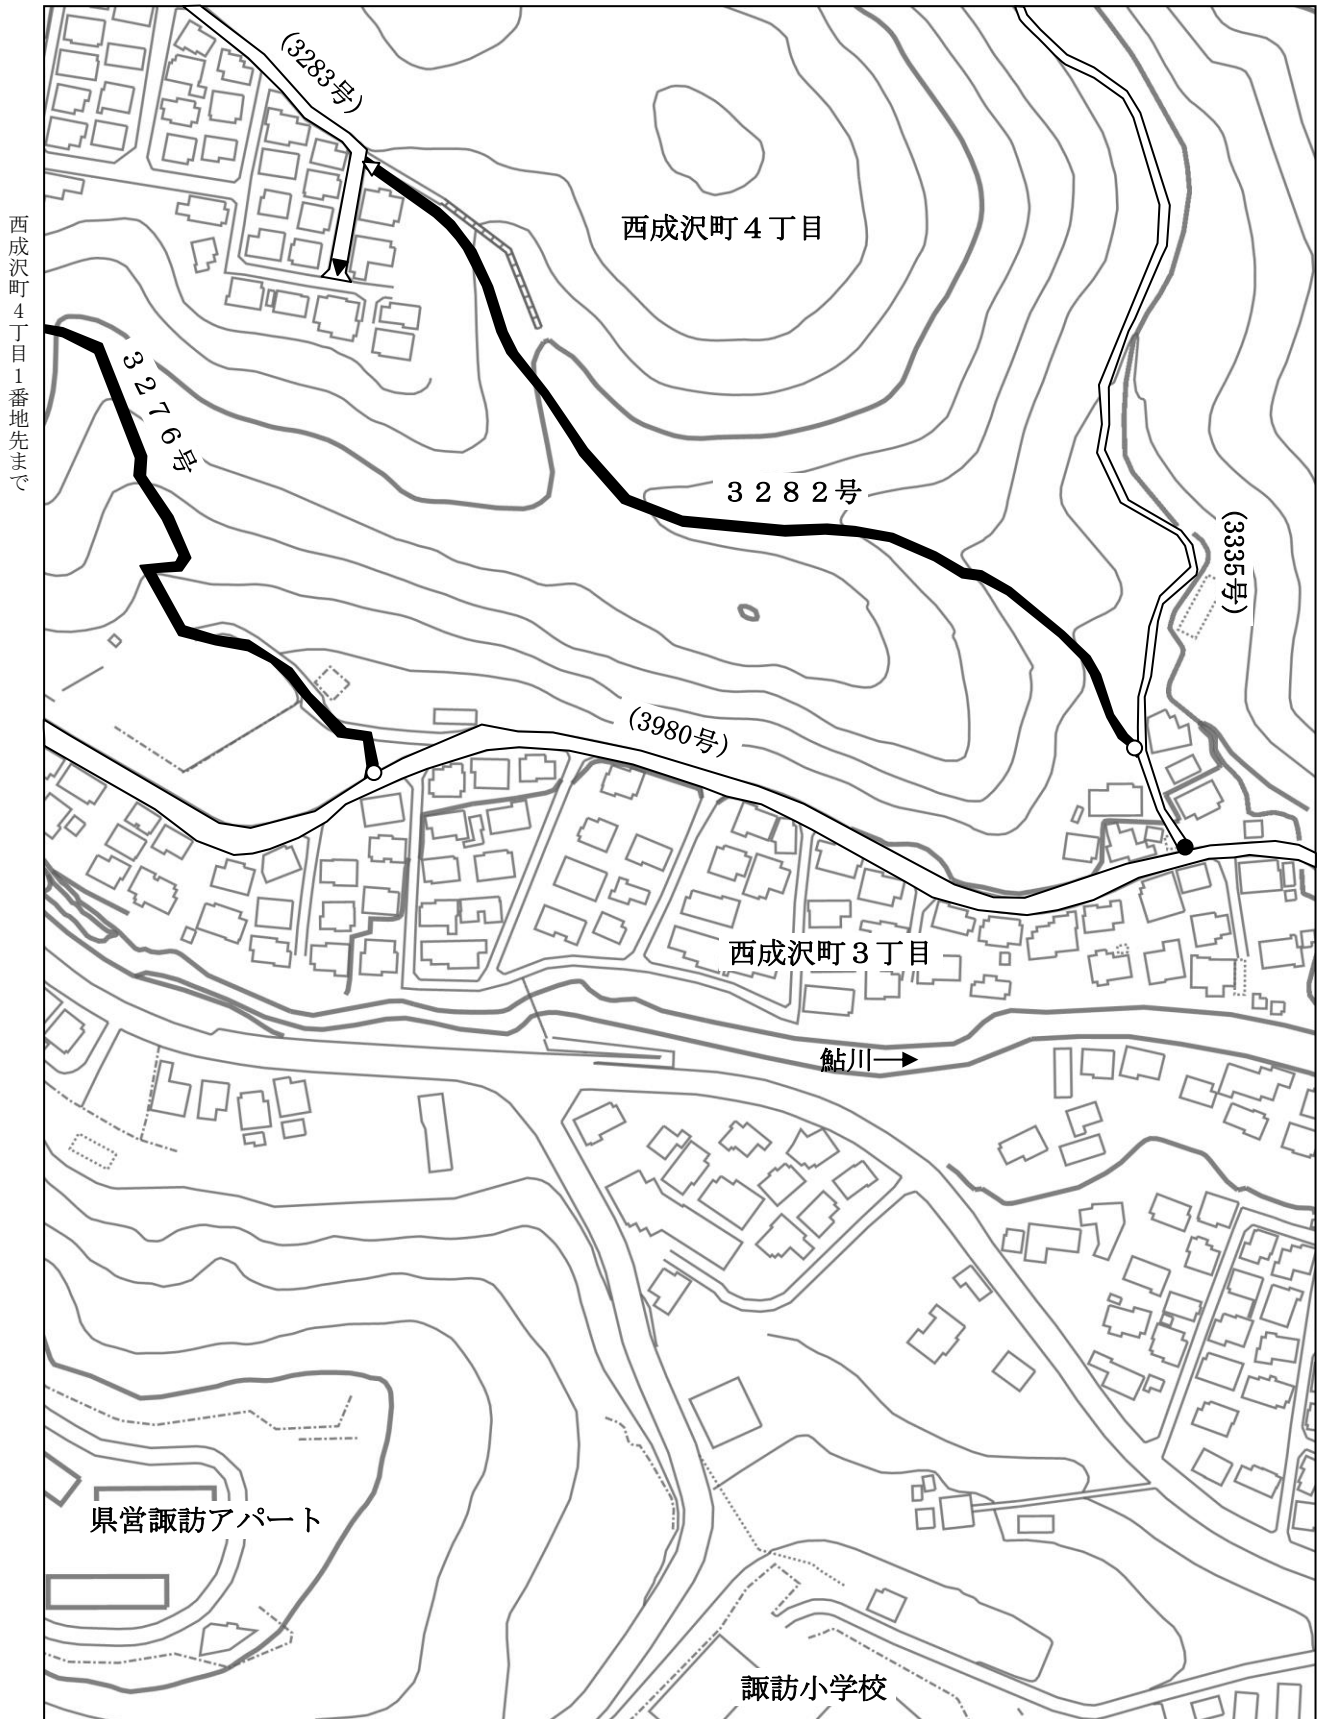 (3283号)
西成沢町４丁目
西成沢町４丁目１番地先まで
３２７６号
３２８２号
(3335号)
(3980号)
西成沢町３丁目
鮎川
県営諏訪アパート
諏訪小学校